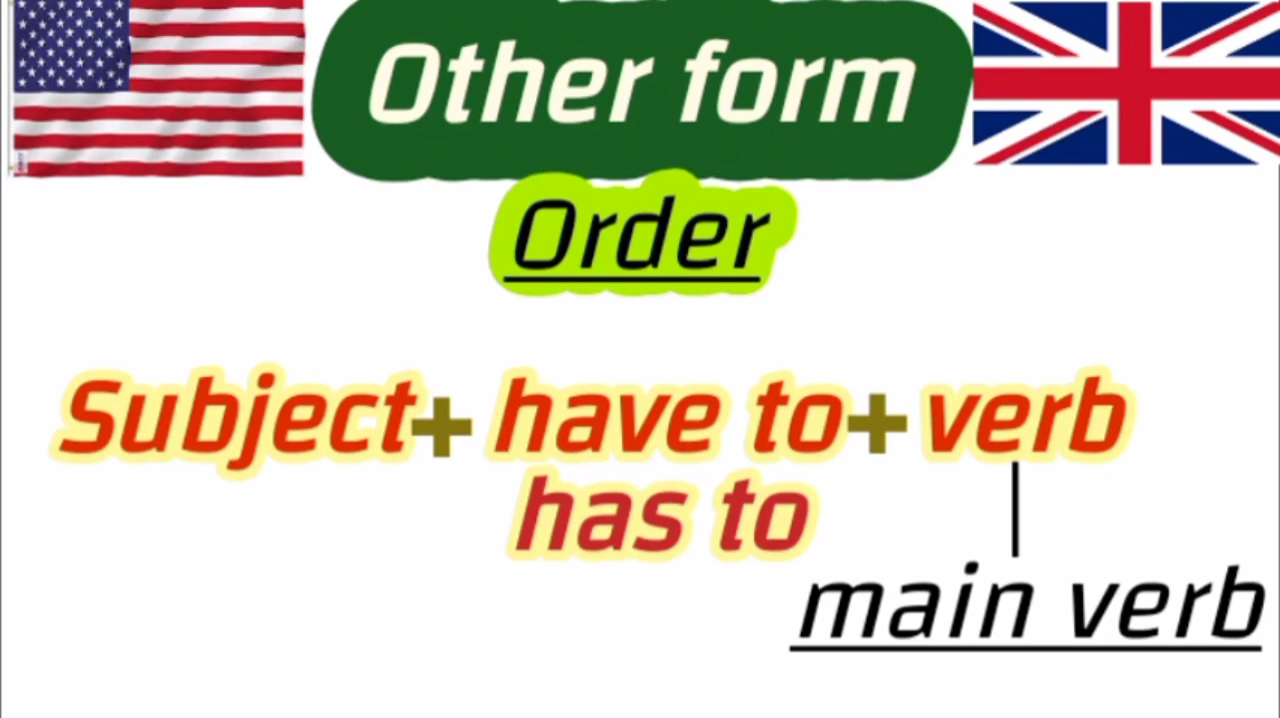 Other form
Order
Subject + have to + verb
has to
main verb